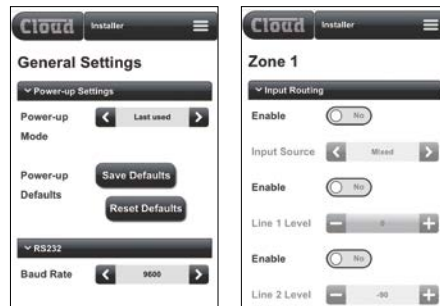 Cloud Installer
General Settings
Power-up Settings
Power-up Mode
Last used
Power-up Defaults
Save Defaults
Reset Defaults
RS232
Baud Rate
9600
Cloud Installer
Zone 1
Input Routing
Enable
No
Input Source
Mixed
Enable
No
Line 1 Level
0
Enable
No
Line 2 Level
-90